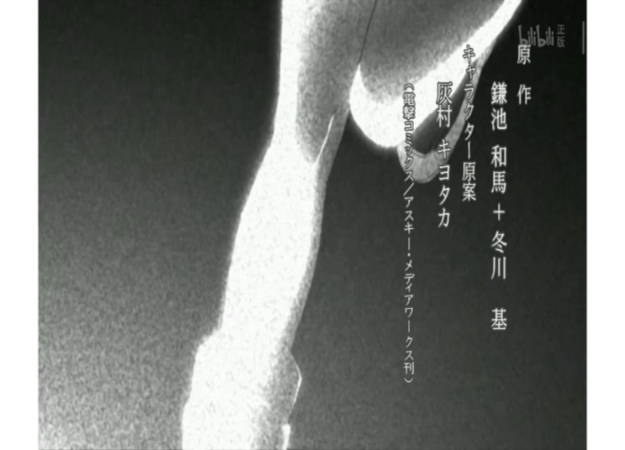 原作
鎌池 和馬 + 冬川 基
キャラクター原案
灰村 キヨタカ
(電撃コミックス/アスキー・メディアワークス刊)
bilibili 正版